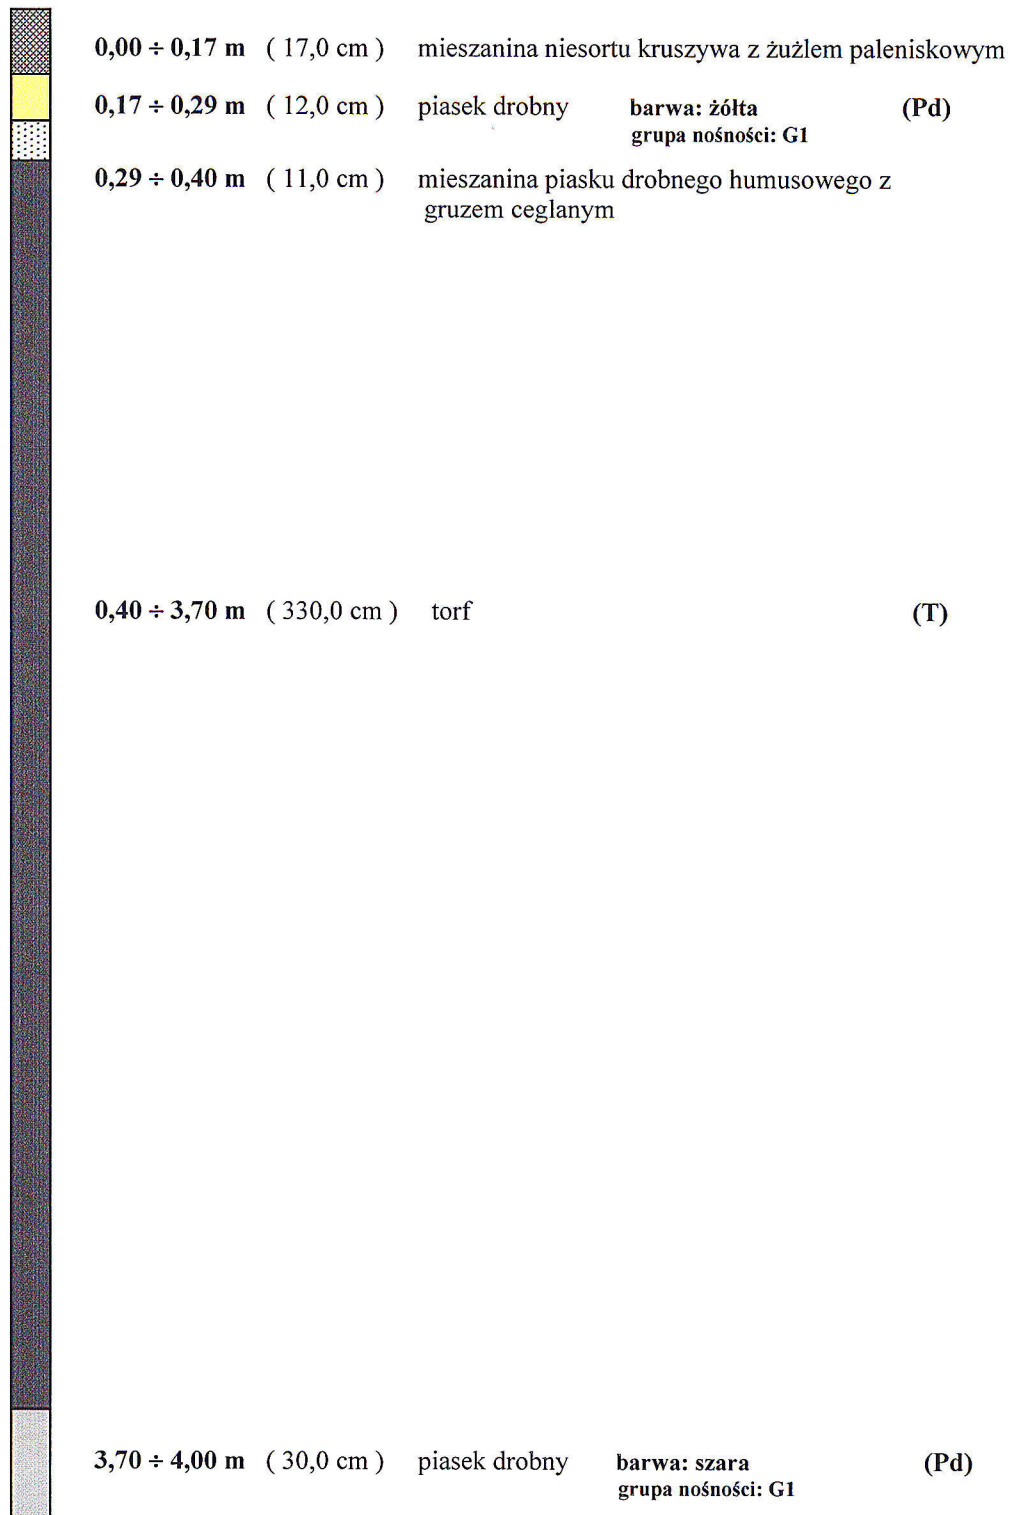 0,00 ÷ 0,17 m ( 17,0 cm ) mieszanina niesortu kruszywa z żużlem paleniskowym
0,17 ÷ 0,29 m ( 12,0 cm ) piasek drobny barwa: żółta (Pd)
grupa nośności: G1
0,29 ÷ 0,40 m ( 11,0 cm ) mieszanina piasku drobnego humusowego z
gruzem ceglanym
0,40 ÷ 3,70 m ( 330,0 cm ) torf (T)
3,70 ÷ 4,00 m ( 30,0 cm ) piasek drobny barwa: szara (Pd)
grupa nośności: G1